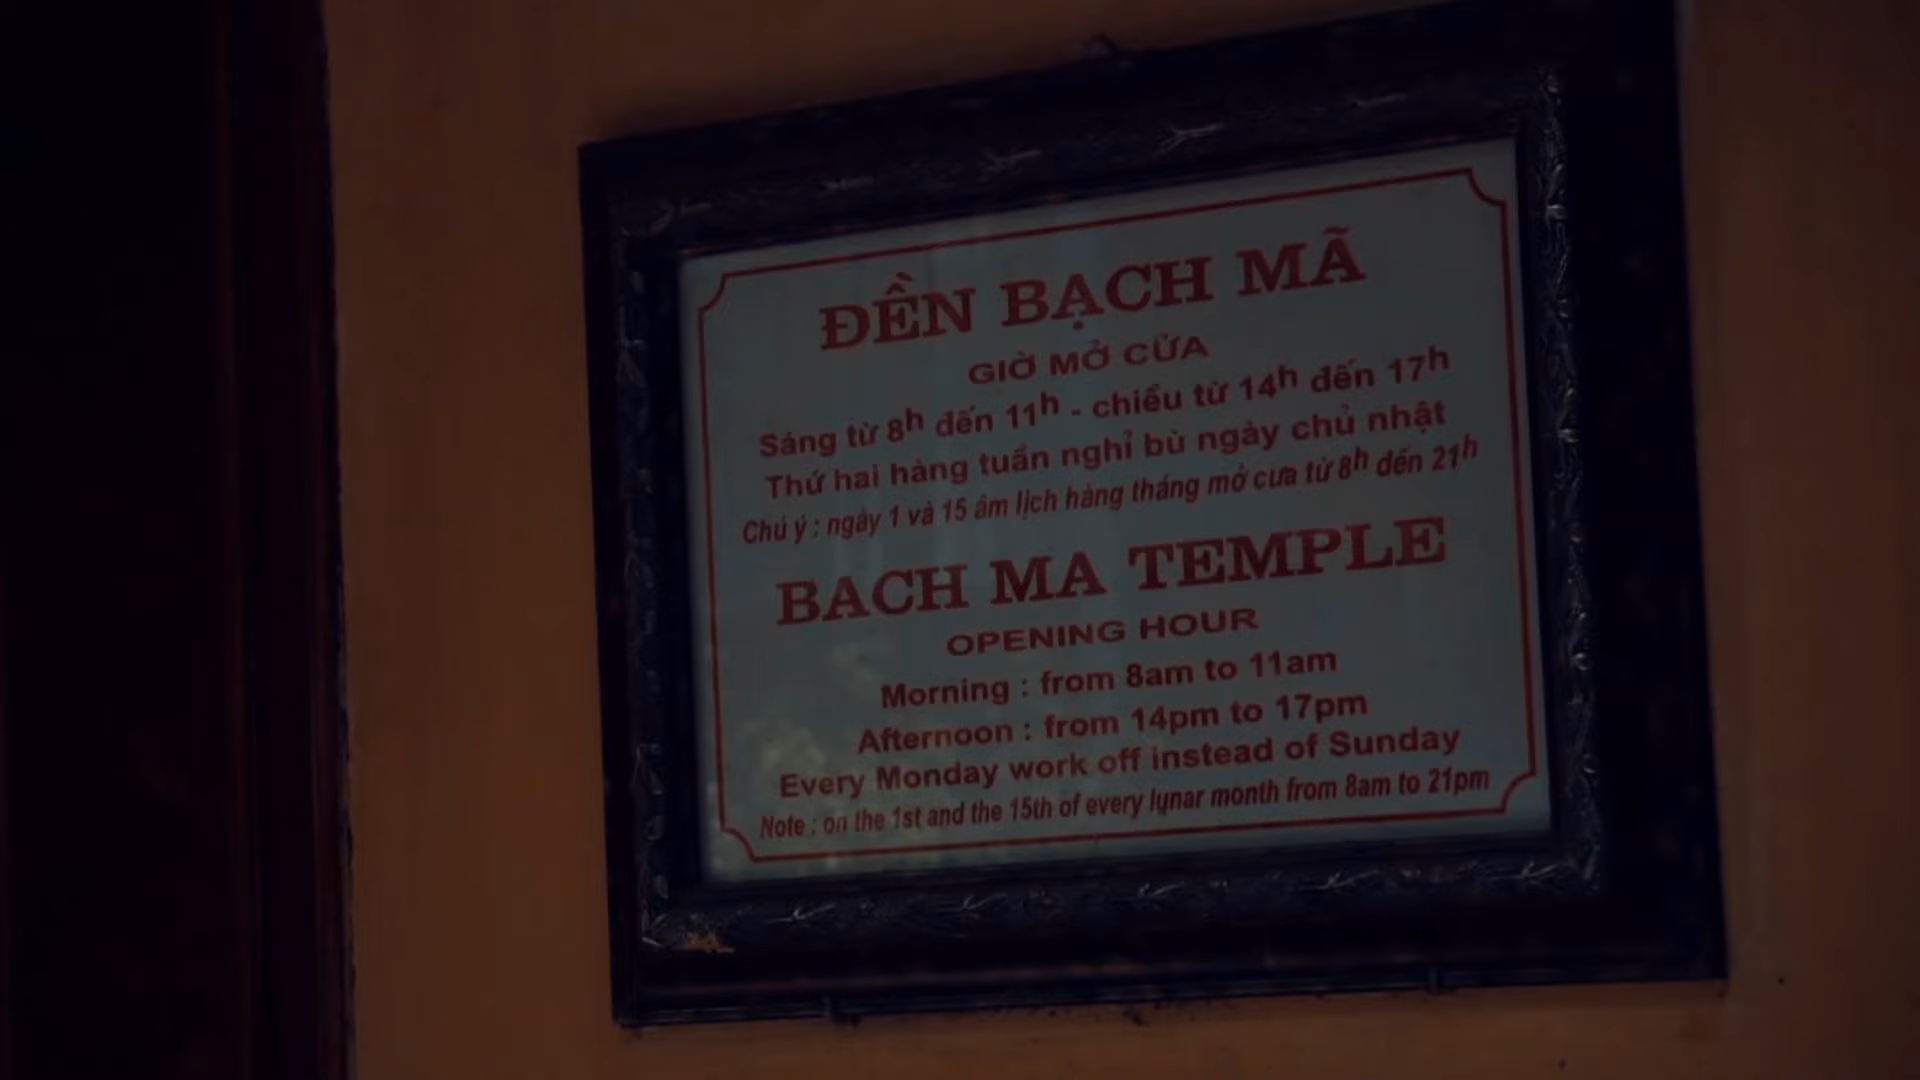 ĐỀN BẠCH MÃ
GIỜ MỞ CỬA
Sáng từ 8h đến 11h - chiều từ 14h đến 17h
Thứ hai hàng tuần nghỉ bù ngày chủ nhật
Chú ý : ngày 1 và 15 âm lịch hàng tháng mở cưa từ 8h đến 21h
BACH MA TEMPLE
OPENING HOUR
Morning : from 8am to 11am
Afternoon : from 14pm to 17pm
Every Monday work off instead of Sunday
Note : on the 1st and the 15th of every lunar month from 8am to 21pm